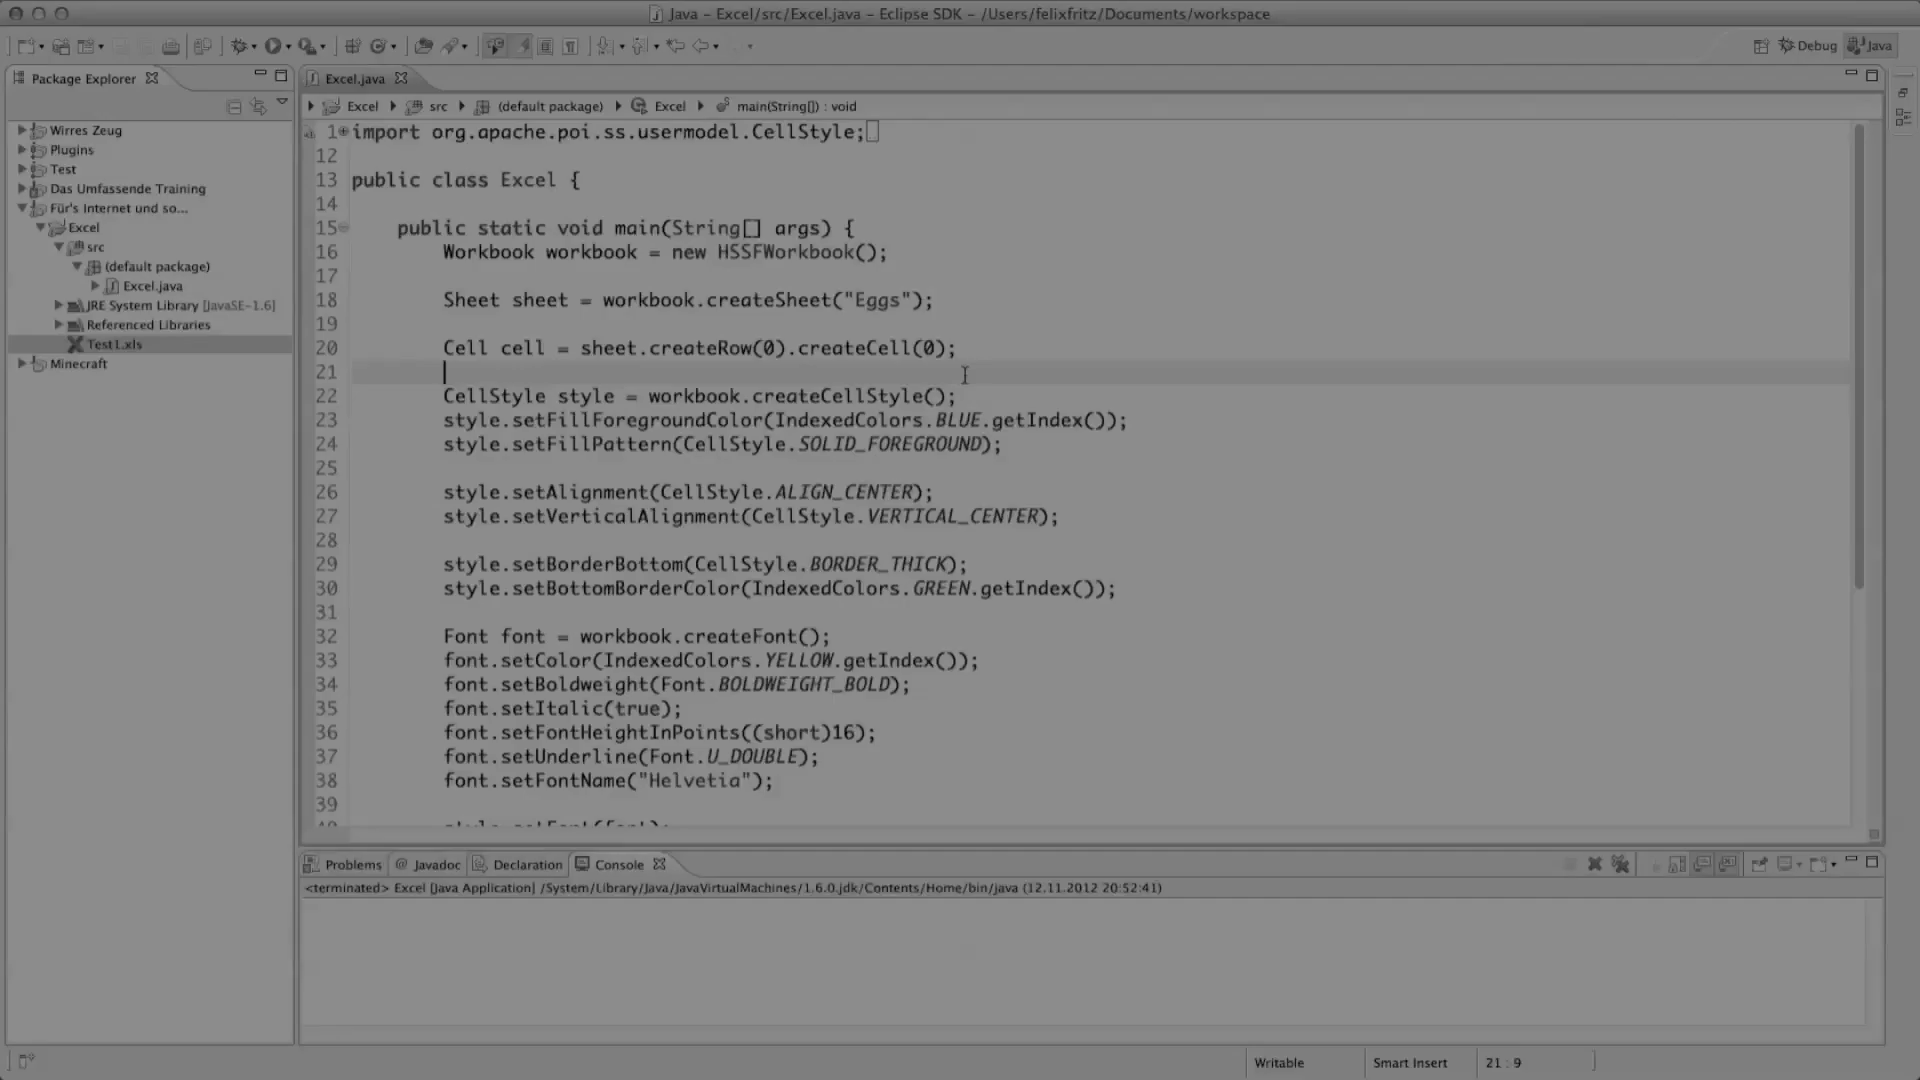 Java - Excel/src/Excel.java - Eclipse SDK - /Users/felixfritz/Documents/workspace
Debug
Java
Package Explorer
Wirres Zeug
Plugins
Test
Das Umfassende Training
Für's Internet und so...
Excel
src
(default package)
Excel.java
JRE System Library [JavaSE-1.6]
Referenced Libraries
Test1.xls
Minecraft
Excel.java
Excel src (default package) Excel main(String[]) : void
1 import org.apache.poi.ss.usermodel.CellStyle;
12
13 public class Excel {
14
15 public static void main(String[] args) {
16 Workbook workbook = new HSSFWorkbook();
17
18 Sheet sheet = workbook.createSheet("Eggs");
19
20 Cell cell = sheet.createRow(0).createCell(0);
21
22 CellStyle style = workbook.createCellStyle();
23 style.setFillForegroundColor(IndexedColors.BLUE.getIndex());
24 style.setFillPattern(CellStyle.SOLID_FOREGROUND);
25
26 style.setAlignment(CellStyle.ALIGN_CENTER);
27 style.setVerticalAlignment(CellStyle.VERTICAL_CENTER);
28
29 style.setBorderBottom(CellStyle.BORDER_THICK);
30 style.setBottomBorderColor(IndexedColors.GREEN.getIndex());
31
32 Font font = workbook.createFont();
33 font.setColor(IndexedColors.YELLOW.getIndex());
34 font.setBoldweight(Font.BOLDWEIGHT_BOLD);
35 font.setItalic(true);
36 font.setFontHeightInPoints((short)16);
37 font.setUnderline(Font.U_DOUBLE);
38 font.setFontName("Helvetia");
39
Problems @ Javadoc Declaration Console
<terminated> Excel [Java Application] /System/Library/Java/JavaVirtualMachines/1.6.0.jdk/Contents/Home/bin/java (12.11.2012 20:52:41)
Writable Smart Insert 21 : 9